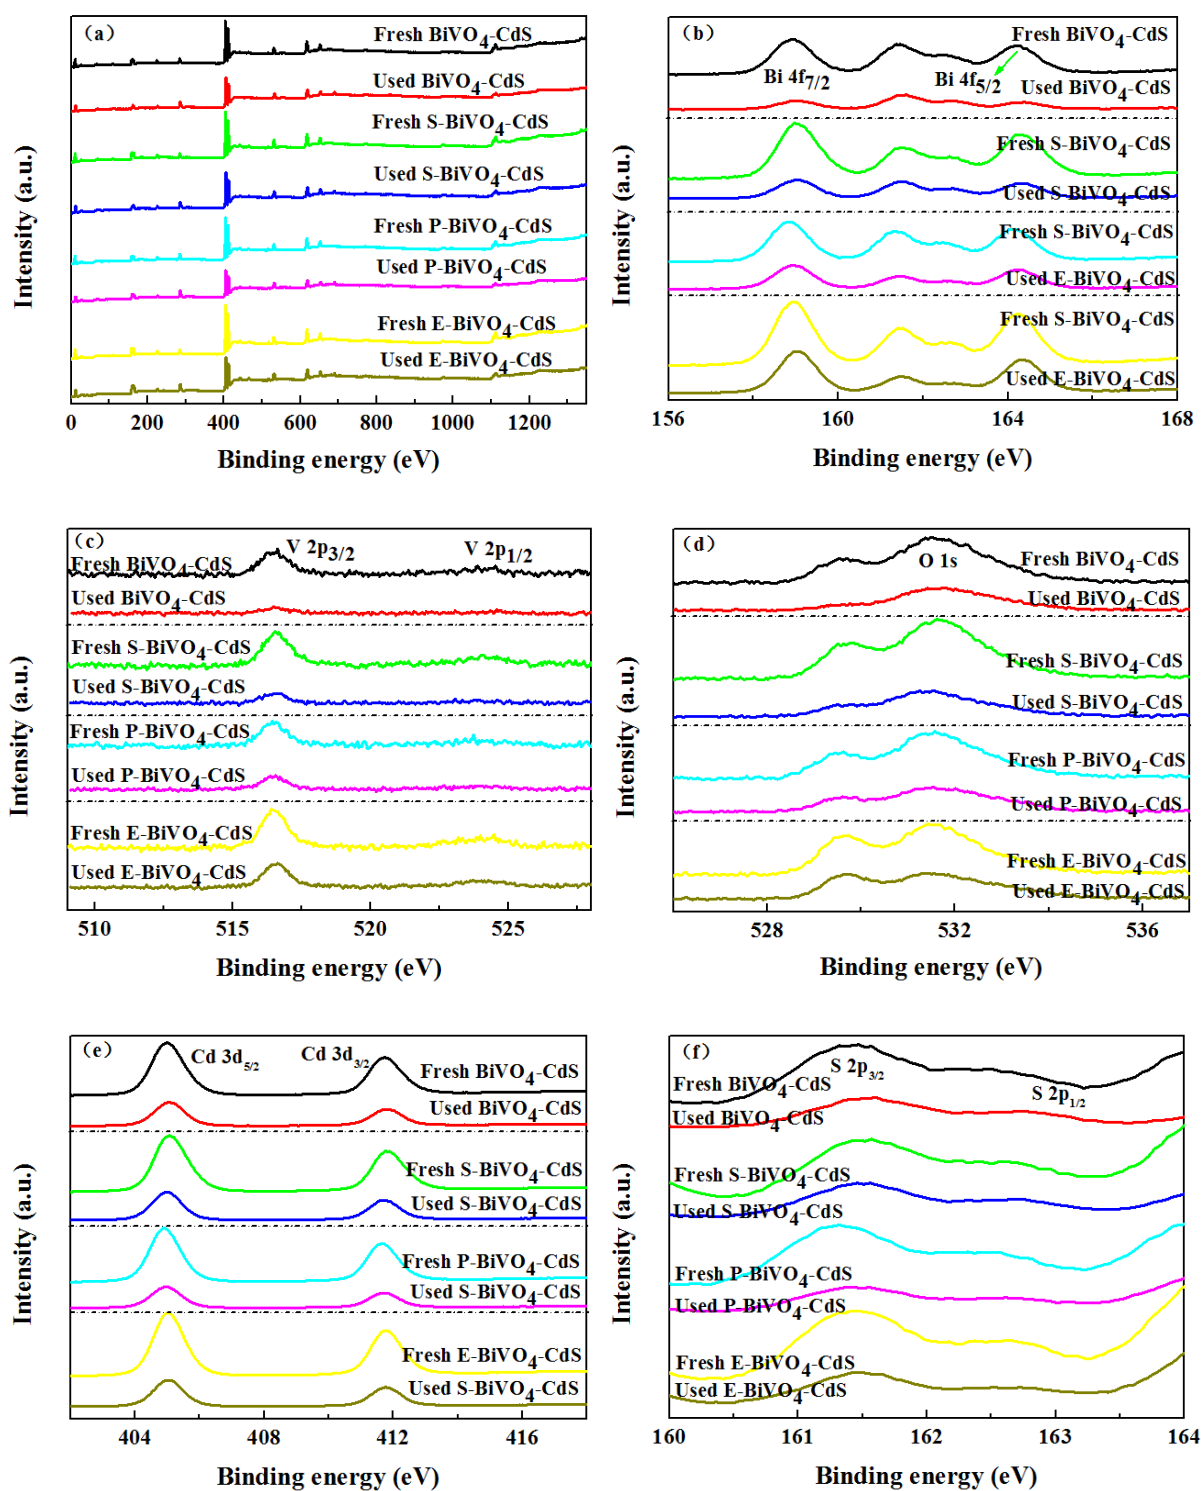 (a)
Fresh BiVO4-CdS
Used BiVO4-CdS
Fresh S-BiVO4-CdS
Used S-BiVO4-CdS
Fresh P-BiVO4-CdS
Used P-BiVO4-CdS
Fresh E-BiVO4-CdS
Used E-BiVO4-CdS
Intensity (a.u.)
0 200 400 600 800 1000 1200
Binding energy (eV)
(b)
Fresh BiVO4-CdS
Bi 4f7/2
Bi 4f5/2
Used BiVO4-CdS
Fresh S-BiVO4-CdS
Used S-BiVO4-CdS
Fresh S-BiVO4-CdS
Used E-BiVO4-CdS
Fresh S-BiVO4-CdS
Used E-BiVO4-CdS
Intensity (a.u.)
156 160 164 168
Binding energy (eV)
(c)
V 2p3/2
V 2p1/2
Fresh BiVO4-CdS
Used BiVO4-CdS
Fresh S-BiVO4-CdS
Used S-BiVO4-CdS
Fresh P-BiVO4-CdS
Used P-BiVO4-CdS
Fresh E-BiVO4-CdS
Used E-BiVO4-CdS
Intensity (a.u.)
510 515 520 525
Binding energy (eV)
(d)
O 1s
Fresh BiVO4-CdS
Used BiVO4-CdS
Fresh S-BiVO4-CdS
Used S-BiVO4-CdS
Fresh P-BiVO4-CdS
Used P-BiVO4-CdS
Fresh E-BiVO4-CdS
Used E-BiVO4-CdS
Intensity (a.u.)
528 532 536
Binding energy (eV)
(e)
Cd 3d5/2
Cd 3d3/2
Fresh BiVO4-CdS
Used BiVO4-CdS
Fresh S-BiVO4-CdS
Used S-BiVO4-CdS
Fresh P-BiVO4-CdS
Used S-BiVO4-CdS
Fresh E-BiVO4-CdS
Used S-BiVO4-CdS
Intensity (a.u.)
404 408 412 416
Binding energy (eV)
(f)
S 2p3/2
S 2p1/2
Fresh BiVO4-CdS
Used BiVO4-CdS
Fresh S-BiVO4-CdS
Used S-BiVO4-CdS
Fresh P-BiVO4-CdS
Used P-BiVO4-CdS
Fresh E-BiVO4-CdS
Used E-BiVO4-CdS
Intensity (a.u.)
160 161 162 163 164
Binding energy (eV)